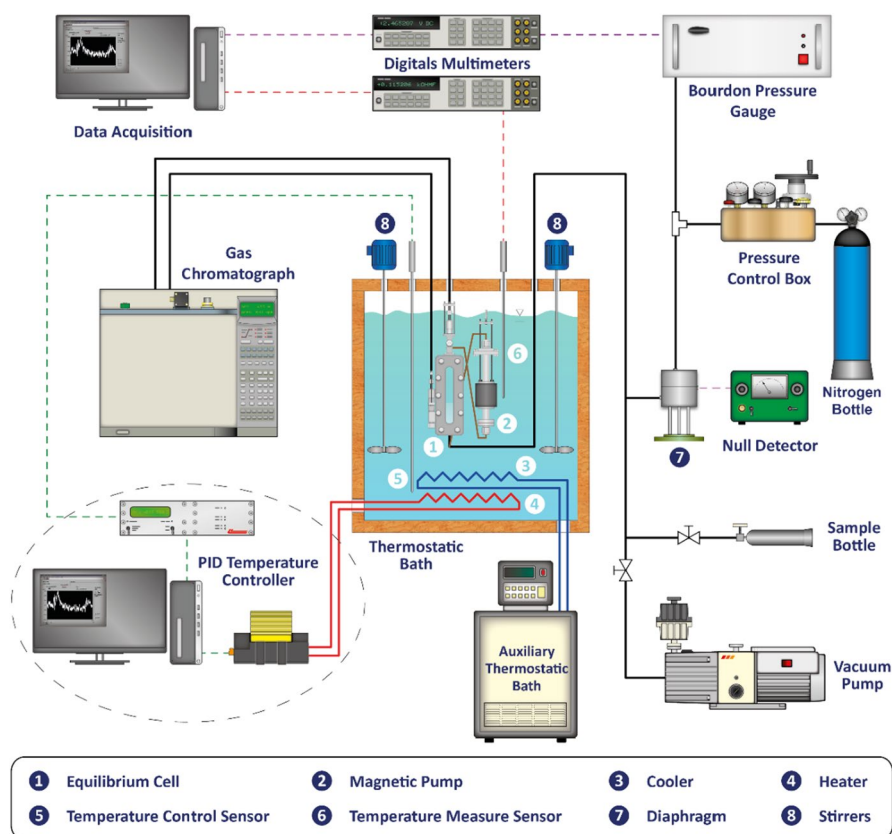 Digitals Multimeters
Data Acquisition
Bourdon Pressure
Gauge
8
8
Gas
Chromatograph
Pressure
Control Box
6
Nitrogen
Bottle
1
2
7
Null Detector
3
5
4
Sample
Bottle
Thermostatic
Bath
PID Temperature
Controller
Auxiliary
Thermostatic
Bath
Vacuum
Pump
1 Equilibrium Cell
2 Magnetic Pump
3 Cooler
4 Heater
5 Temperature Control Sensor
6 Temperature Measure Sensor
7 Diaphragm
8 Stirrers